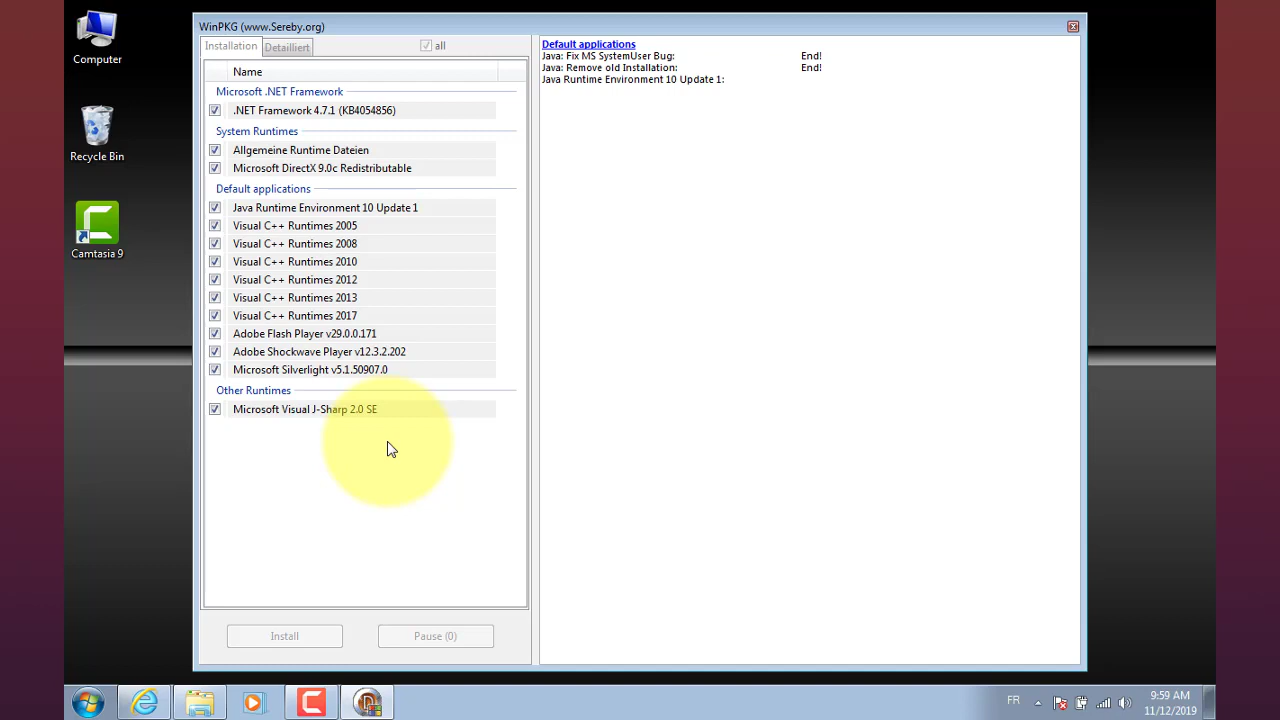 Computer
Recycle Bin
Camtasia 9
WinPKG (www.Sereby.org)
Installation
Detailliert
all
Name
Microsoft .NET Framework
.NET Framework 4.7.1 (KB4054856)
System Runtimes
Allgemeine Runtime Dateien
Microsoft DirectX 9.0c Redistributable
Default applications
Java Runtime Environment 10 Update 1
Visual C++ Runtimes 2005
Visual C++ Runtimes 2008
Visual C++ Runtimes 2010
Visual C++ Runtimes 2012
Visual C++ Runtimes 2013
Visual C++ Runtimes 2017
Adobe Flash Player v29.0.0.171
Adobe Shockwave Player v12.3.2.202
Microsoft Silverlight v5.1.50907.0
Other Runtimes
Microsoft Visual J-Sharp 2.0 SE
Install
Pause (0)
Default applications
Java: Fix MS SystemUser Bug: End!
Java: Remove old Installation: End!
Java Runtime Environment 10 Update 1:
FR
9:59 AM
11/12/2019